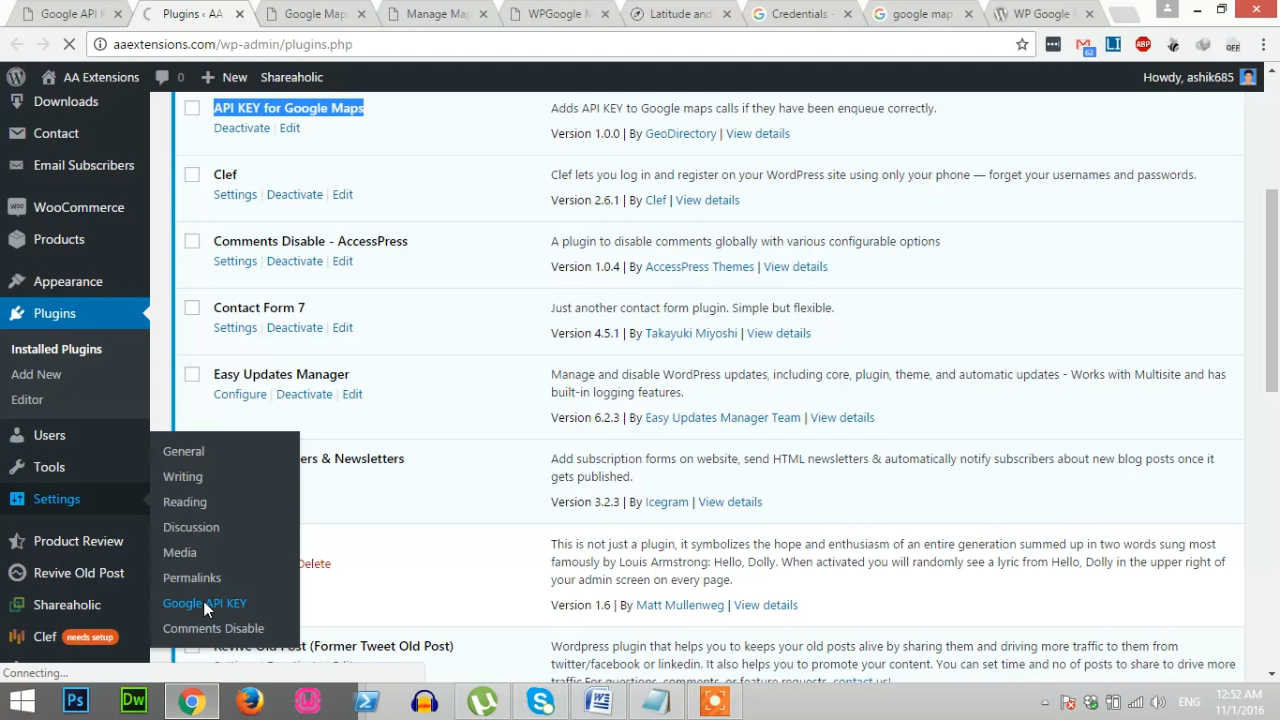 Google API K
Plugins ‹ AA
Google Maps
Manage Map
WPGoogle M
Latitude and
Credentials -
google map
WP Google
aaextensions.com/wp-admin/plugins.php
62
ABP
OFF
AA Extensions
0
New
Shareaholic
Howdy, ashik685
Downloads
Contact
Email Subscribers
WooCommerce
Products
Appearance
Plugins
Installed Plugins
Add New
Editor
Users
Tools
Settings
Product Review
Revive Old Post
Shareaholic
Clef needs setup
General
Writing
Reading
Discussion
Media
Permalinks
Google API KEY
Comments Disable
API KEY for Google Maps
Deactivate | Edit
Adds API KEY to Google maps calls if they have been enqueue correctly.
Version 1.0.0 | By GeoDirectory | View details
Clef
Settings | Deactivate | Edit
Clef lets you log in and register on your WordPress site using only your phone — forget your usernames and passwords.
Version 2.6.1 | By Clef | View details
Comments Disable - AccessPress
Settings | Deactivate | Edit
A plugin to disable comments globally with various configurable options
Version 1.0.4 | By AccessPress Themes | View details
Contact Form 7
Settings | Deactivate | Edit
Just another contact form plugin. Simple but flexible.
Version 4.5.1 | By Takayuki Miyoshi | View details
Easy Updates Manager
Configure | Deactivate | Edit
Manage and disable WordPress updates, including core, plugin, theme, and automatic updates - Works with Multisite and has
built-in logging features.
Version 6.2.3 | By Easy Updates Manager Team | View details
ers & Newsletters
Add subscription forms on website, send HTML newsletters & automatically notify subscribers about new blog posts once it
gets published.
Version 3.2.3 | By Icegram | View details
Delete
This is not just a plugin, it symbolizes the hope and enthusiasm of an entire generation summed up in two words sung most
famously by Louis Armstrong: Hello, Dolly. When activated you will randomly see a lyric from Hello, Dolly in the upper right of
your admin screen on every page.
Version 1.6 | By Matt Mullenweg | View details
Revive Old Post (Former Tweet Old Post)
Wordpress plugin that helps you to keeps your old posts alive by sharing them and driving more traffic to them from
twitter/facebook or linkedin. It also helps you to promote your content. You can set time and no of posts to share to drive more
traffic.For questions, comments, or feature requests, contact us!
Connecting...
Ps
Dw
ENG
12:52 AM
11/1/2016